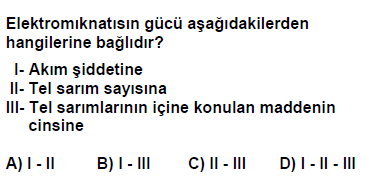 Elektromıknatısın gücü aşağıdakilerden
hangilerine bağlıdır?
I- Akım şiddetine
II- Tel sarım sayısına
III- Tel sarımlarının içine konulan maddenin
cinsine
A) I - II B) I - III C) II - III D) I - II - III